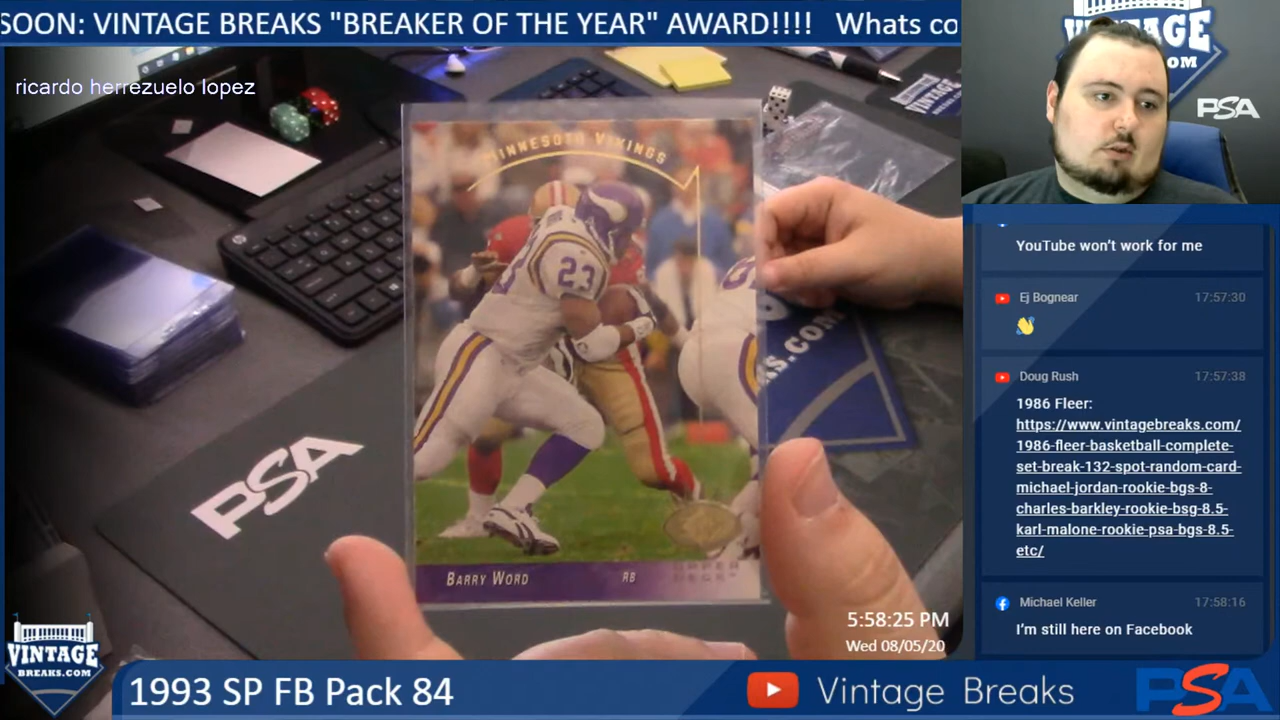 SOON: VINTAGE BREAKS "BREAKER OF THE YEAR" AWARD!!!! Whats co
ricardo herrezuelo lopez
VINTAGE
OM
PSA
MINNESOTA VIKINGS
23
PSA
BARRY WORD
RB
UPPER
DECK
YouTube won't work for me
Ej Bognear
17:57:30
👋
Doug Rush
17:57:38
1986 Fleer:
https://www.vintagebreaks.com/
1986-fleer-basketball-complete-
set-break-132-spot-random-card-
michael-jordan-rookie-bgs-8-
charles-barkley-rookie-bsg-8.5-
karl-malone-rookie-psa-bgs-8.5-
etc/
Michael Keller
17:58:16
I'm still here on Facebook
5:58:25 PM
Wed 08/05/20
VINTAGE
BREAKS.COM
1993 SP FB Pack 84
Vintage Breaks
PSA